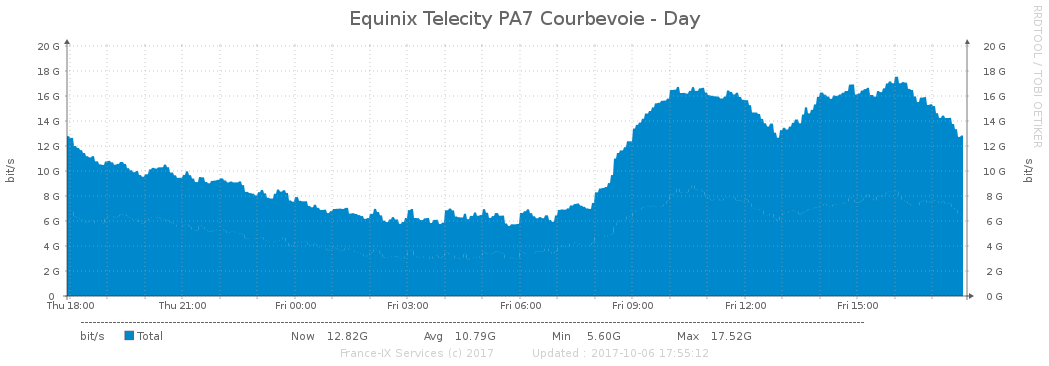 Equinix Telecity PA7 Courbevoie - Day
RRDTOOL / TOBI OETIKER
20 G 20 G
18 G 18 G
16 G 16 G
14 G 14 G
12 G 12 G
10 G 10 G
8 G 8 G
6 G 6 G
4 G 4 G
2 G 2 G
0 0 G
bit/s
bit/s
Thu 18:00 Thu 21:00 Fri 00:00 Fri 03:00 Fri 06:00 Fri 09:00 Fri 12:00 Fri 15:00
bit/s Total Now 12.82G Avg 10.79G Min 5.60G Max 17.52G
France-IX Services (c) 2017 Updated : 2017-10-06 17:55:12